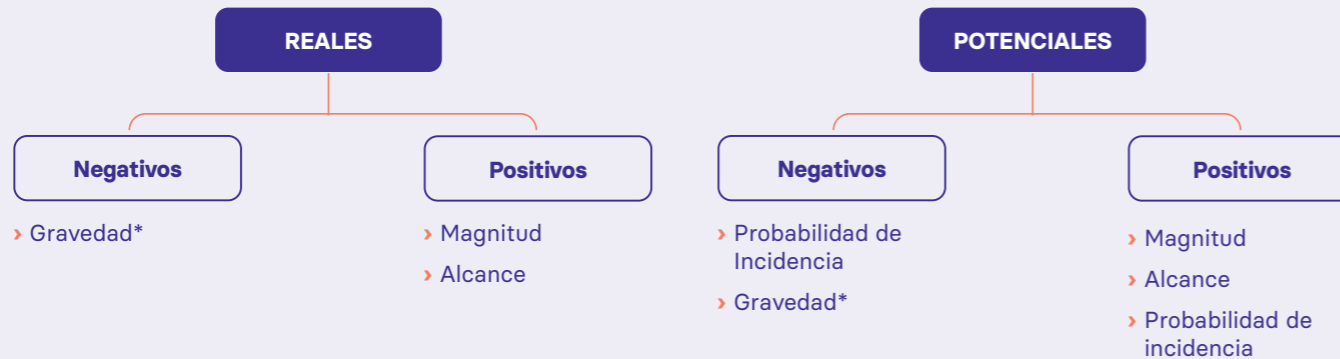 REALES
Negativos
› Gravedad*
Positivos
› Magnitud
› Alcance
POTENCIALES
Negativos
› Probabilidad de
Incidencia
› Gravedad*
Positivos
› Magnitud
› Alcance
› Probabilidad de
incidencia